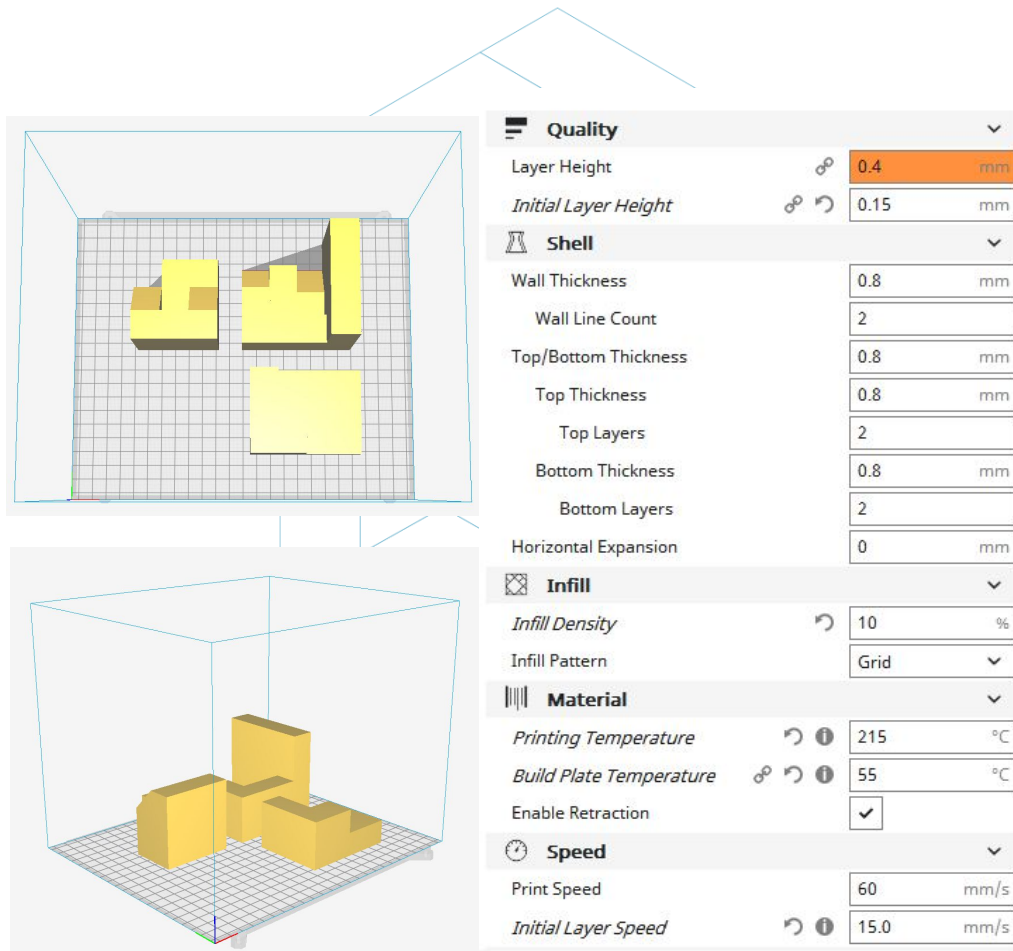 Quality
Layer Height 0.4 mm
Initial Layer Height 0.15 mm
Shell
Wall Thickness 0.8 mm
Wall Line Count 2
Top/Bottom Thickness 0.8 mm
Top Thickness 0.8 mm
Top Layers 2
Bottom Thickness 0.8 mm
Bottom Layers 2
Horizontal Expansion 0 mm
Infill
Infill Density 10 %
Infill Pattern Grid
Material
Printing Temperature 215 °C
Build Plate Temperature 55 °C
Enable Retraction
Speed
Print Speed 60 mm/s
Initial Layer Speed 15.0 mm/s